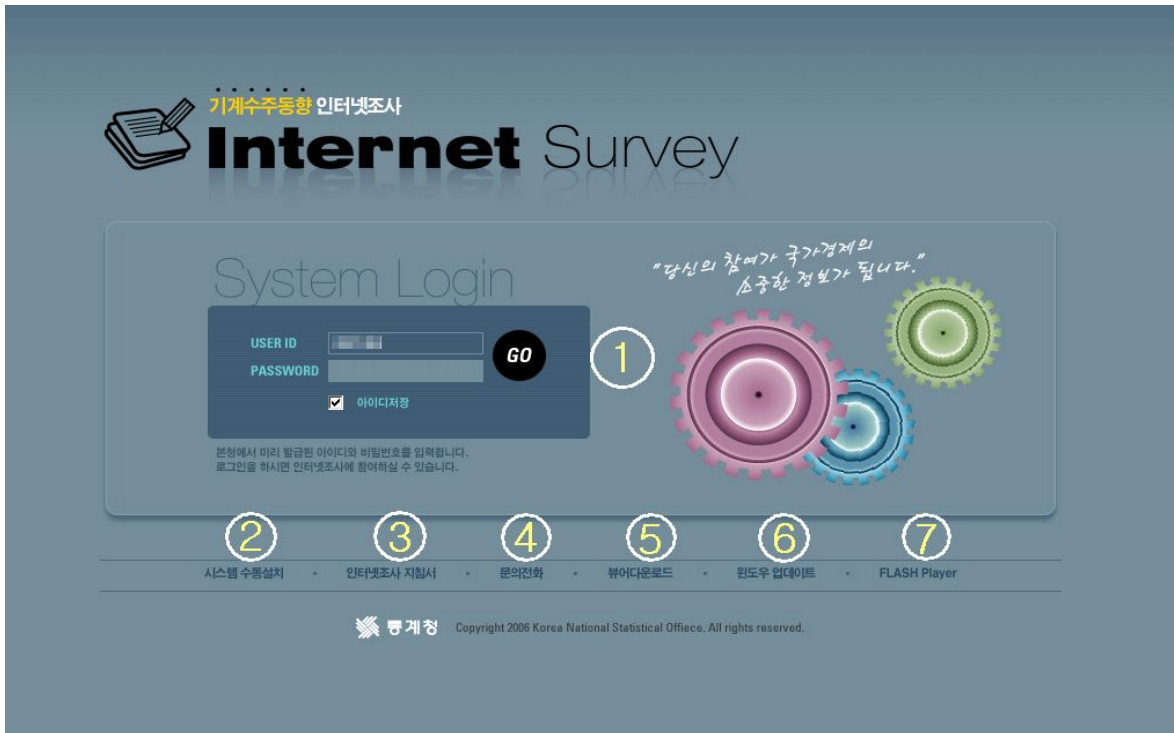 기계수주동향 인터넷조사
Internet Survey
System Login
"당신의 참여가 국가경제의
소중한 정보가 됩니다."
USER ID
GO
1
PASSWORD
아이디저장
본청에서 미리 발급된 아이디와 비밀번호를 입력합니다.
로그인을 하시면 인터넷조사에 참여하실 수 있습니다.
2 3 4 5 6 7
시스템 수동설치 • 인터넷조사 지침서 • 문의전화 • 뷰어다운로드 • 윈도우 업데이트 • FLASH Player
통계청 Copyright 2006 Korea National Statistical Offiece, All rights reserved.